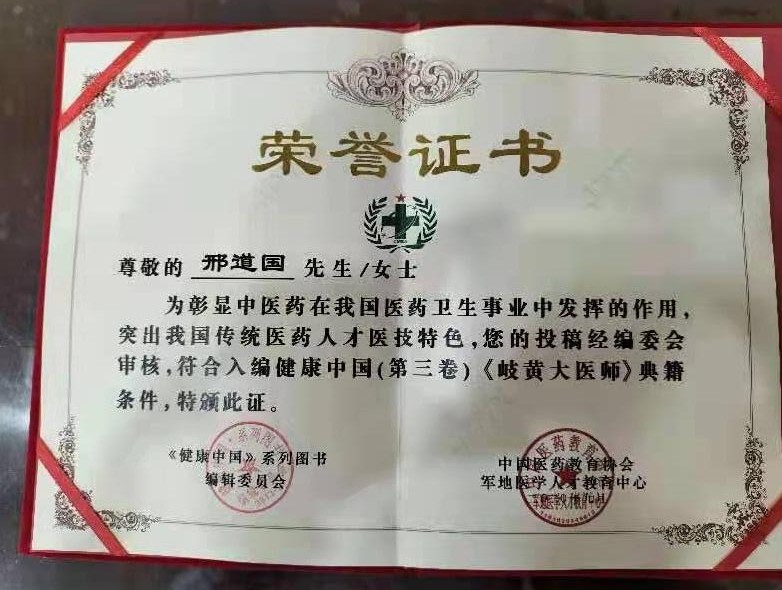 荣誉证书
尊敬的 邢道国 先生/女士
为彰显中医药在我国医药卫生事业中发挥的作用,
突出我国传统医药人才医技特色,您的投稿经编委会
审核,符合入编健康中国(第三卷)《岐黄大医师》典籍
条件,特颁此证。
《健康中国》系列图书
编辑委员会
中国医药教育协会
军地医学人才教育中心